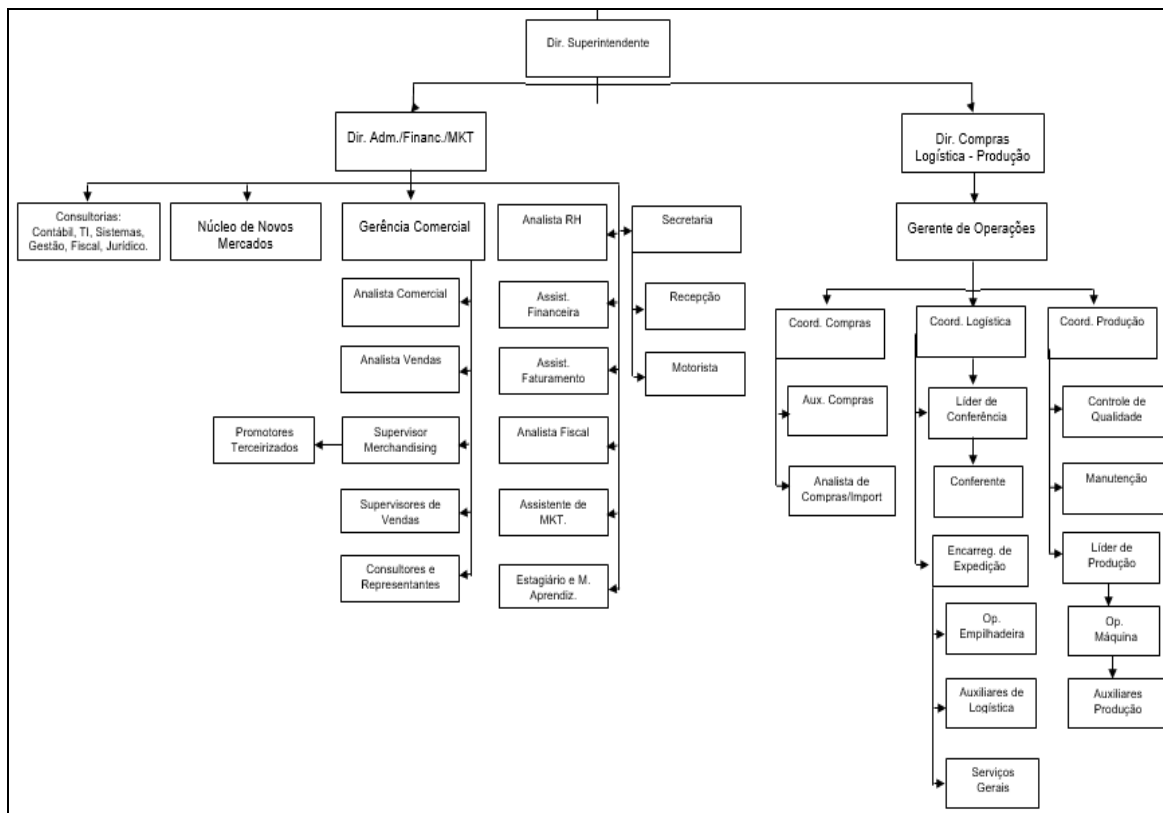 Dir. Superintendente
Dir. Adm./Financ./MKT
Dir. Compras
Logística - Produção
Consultorias:
Contábil, TI, Sistemas,
Gestão, Fiscal, Jurídico.
Núcleo de Novos
Mercados
Gerência Comercial
Analista RH
Secretaria
Gerente de Operações
Analista Comercial
Assist.
Financeira
Recepção
Coord. Compras
Coord. Logística
Coord. Produção
Analista Vendas
Assist.
Faturamento
Motorista
Aux. Compras
Líder de
Conferência
Controle de
Qualidade
Promotores
Terceirizados
Supervisor
Merchandising
Analista Fiscal
Analista de
Compras/Import
Conferente
Manutenção
Supervisores de
Vendas
Assistente de
MKT.
Encarreg. de
Expedição
Líder de
Produção
Consultores e
Representantes
Estagiário e M.
Aprendiz.
Op.
Empilhadeira
Op.
Máquina
Auxiliares de
Logística
Auxiliares
Produção
Serviços
Gerais